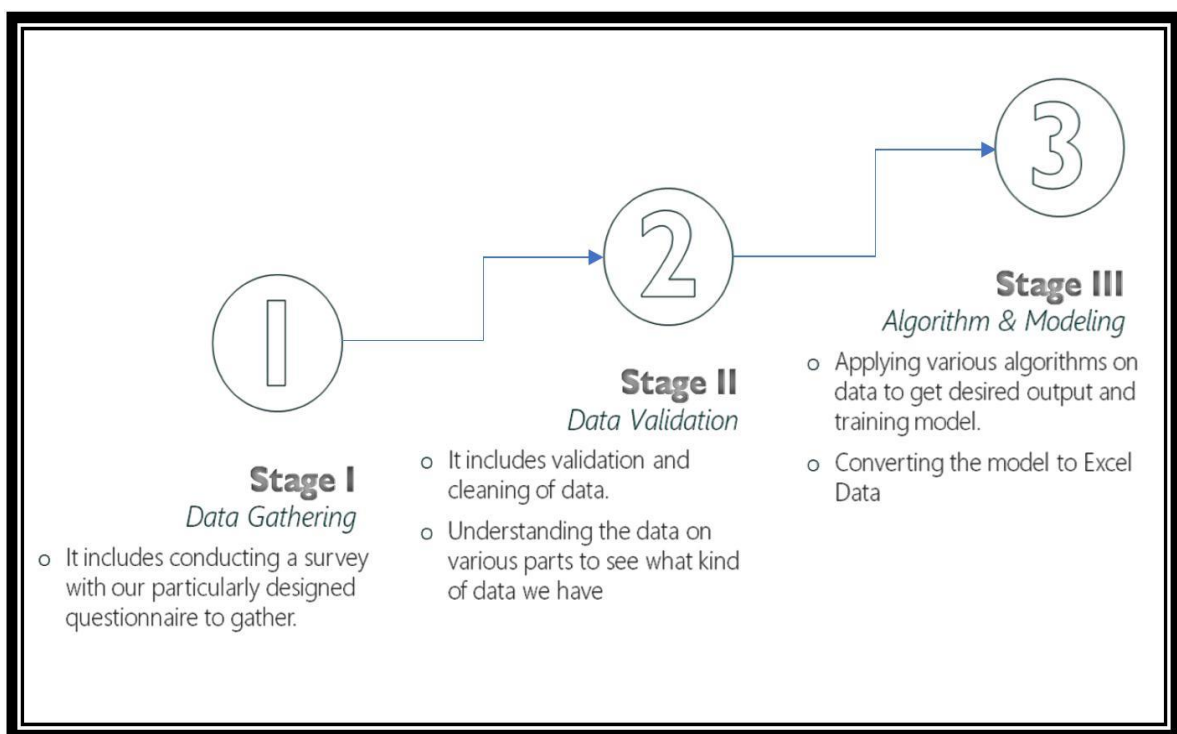 1
Stage I
Data Gathering
o It includes conducting a survey
with our particularly designed
questionnaire to gather.
2
Stage II
Data Validation
o It includes validation and
cleaning of data.
o Understanding the data on
various parts to see what kind
of data we have
3
Stage III
Algorithm & Modeling
o Applying various algorithms on
data to get desired output and
training model.
o Converting the model to Excel
Data